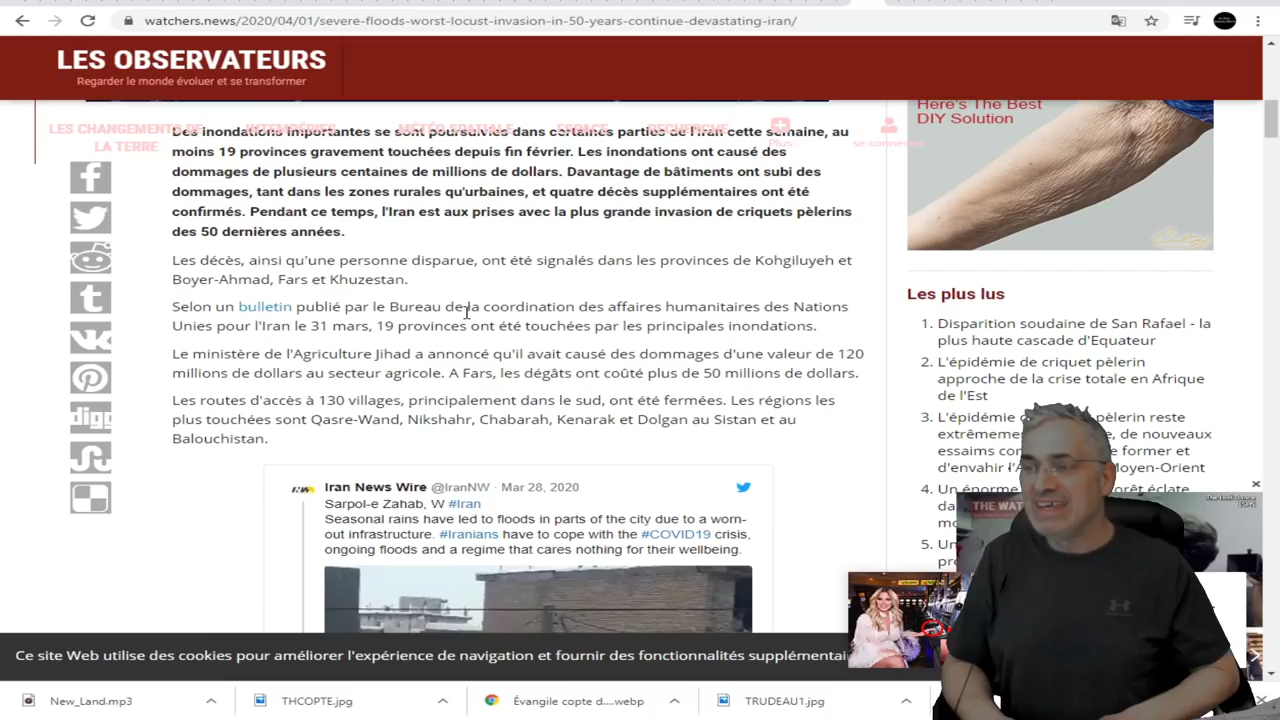 watchers.news/2020/04/01/severe-floods-worst-locust-invasion-in-50-years-continue-devastating-iran/
LES OBSERVATEURS
Regarder le monde évoluer et se transformer
LES CHANGEMENTS DE
LA TERRE
INTEMPÉRIES
MÉTÉO SPATIALE
ESPACE
RECHERCHE
Plus
se connecter
Des inondations importantes se sont poursuivies dans certaines parties de l'Iran cette semaine, au
moins 19 provinces gravement touchées depuis fin février. Les inondations ont causé des
dommages de plusieurs centaines de millions de dollars. Davantage de bâtiments ont subi des
dommages, tant dans les zones rurales qu'urbaines, et quatre décès supplémentaires ont été
confirmés. Pendant ce temps, l'Iran est aux prises avec la plus grande invasion de criquets pèlerins
des 50 dernières années.
Les décès, ainsi qu'une personne disparue, ont été signalés dans les provinces de Kohgiluyeh et
Boyer-Ahmad, Fars et Khuzestan.
Selon un bulletin publié par le Bureau de la coordination des affaires humanitaires des Nations
Unies pour l'Iran le 31 mars, 19 provinces ont été touchées par les principales inondations.
Le ministère de l'Agriculture Jihad a annoncé qu'il avait causé des dommages d'une valeur de 120
millions de dollars au secteur agricole. A Fars, les dégâts ont coûté plus de 50 millions de dollars.
Les routes d'accès à 130 villages, principalement dans le sud, ont été fermées. Les régions les
plus touchées sont Qasre-Wand, Nikshahr, Chabarah, Kenarak et Dolgan au Sistan et au
Balouchistan.
Iran News Wire @IranNW · Mar 28, 2020
Sarpol-e Zahab, W #Iran
Seasonal rains have led to floods in parts of the city due to a worn-
out infrastructure. #Iranians have to cope with the #COVID19 crisis,
ongoing floods and a regime that cares nothing for their wellbeing.
Here's The Best
DIY Solution
Les plus lus
1. Disparition soudaine de San Rafael - la
plus haute cascade d'Equateur
2. L'épidémie de criquet pèlerin
approche de la crise totale en Afrique
de l'Est
3. L'épidémie de pèlerin reste
extrêmement de nouveaux
essaims former et
d'envahir Moyen-Orient
4. Un énorme éclate
5.
THE WAT
digg
Ce site Web utilise des cookies pour améliorer l'expérience de navigation et fournir des fonctionnalités supplémentai
New_Land.mp3
THCOPTE.jpg
Évangile copte d....webp
TRUDEAU1.jpg